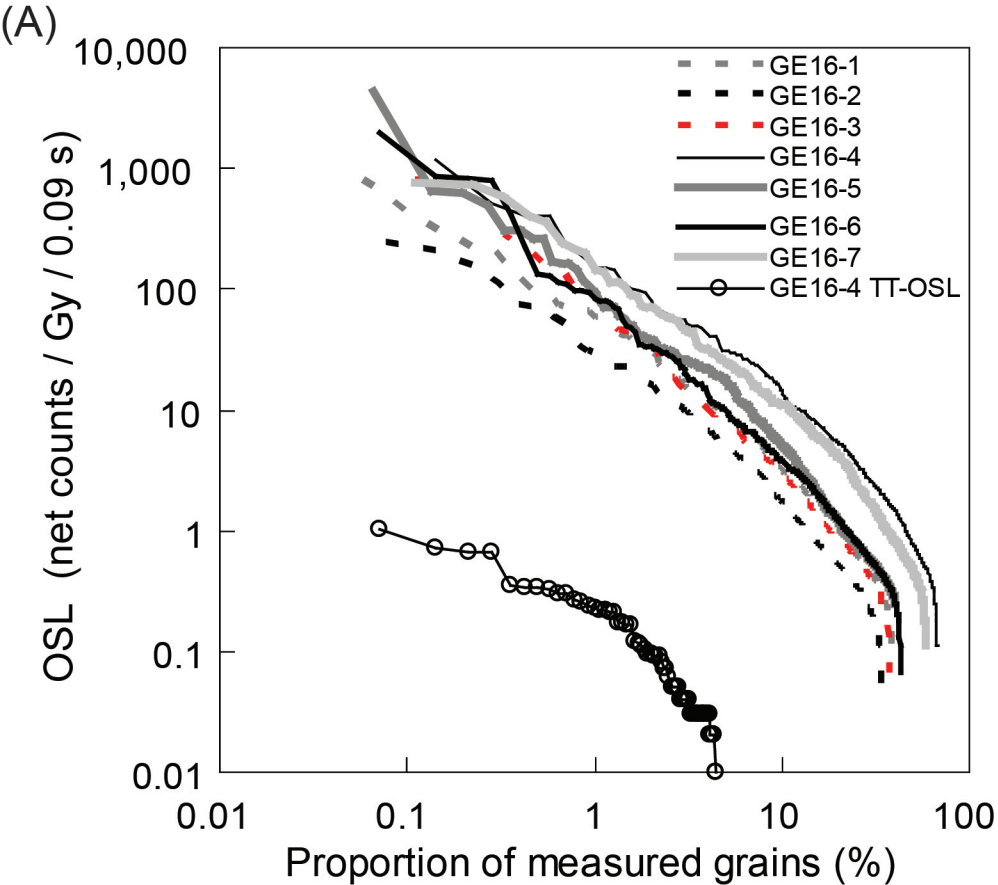 (A)
10,000
1,000
100
10
1
0.1
0.01
OSL (net counts / Gy / 0.09 s)
GE16-1
GE16-2
GE16-3
GE16-4
GE16-5
GE16-6
GE16-7
GE16-4 TT-OSL
0.01 0.1 1 10 100
Proportion of measured grains (%)